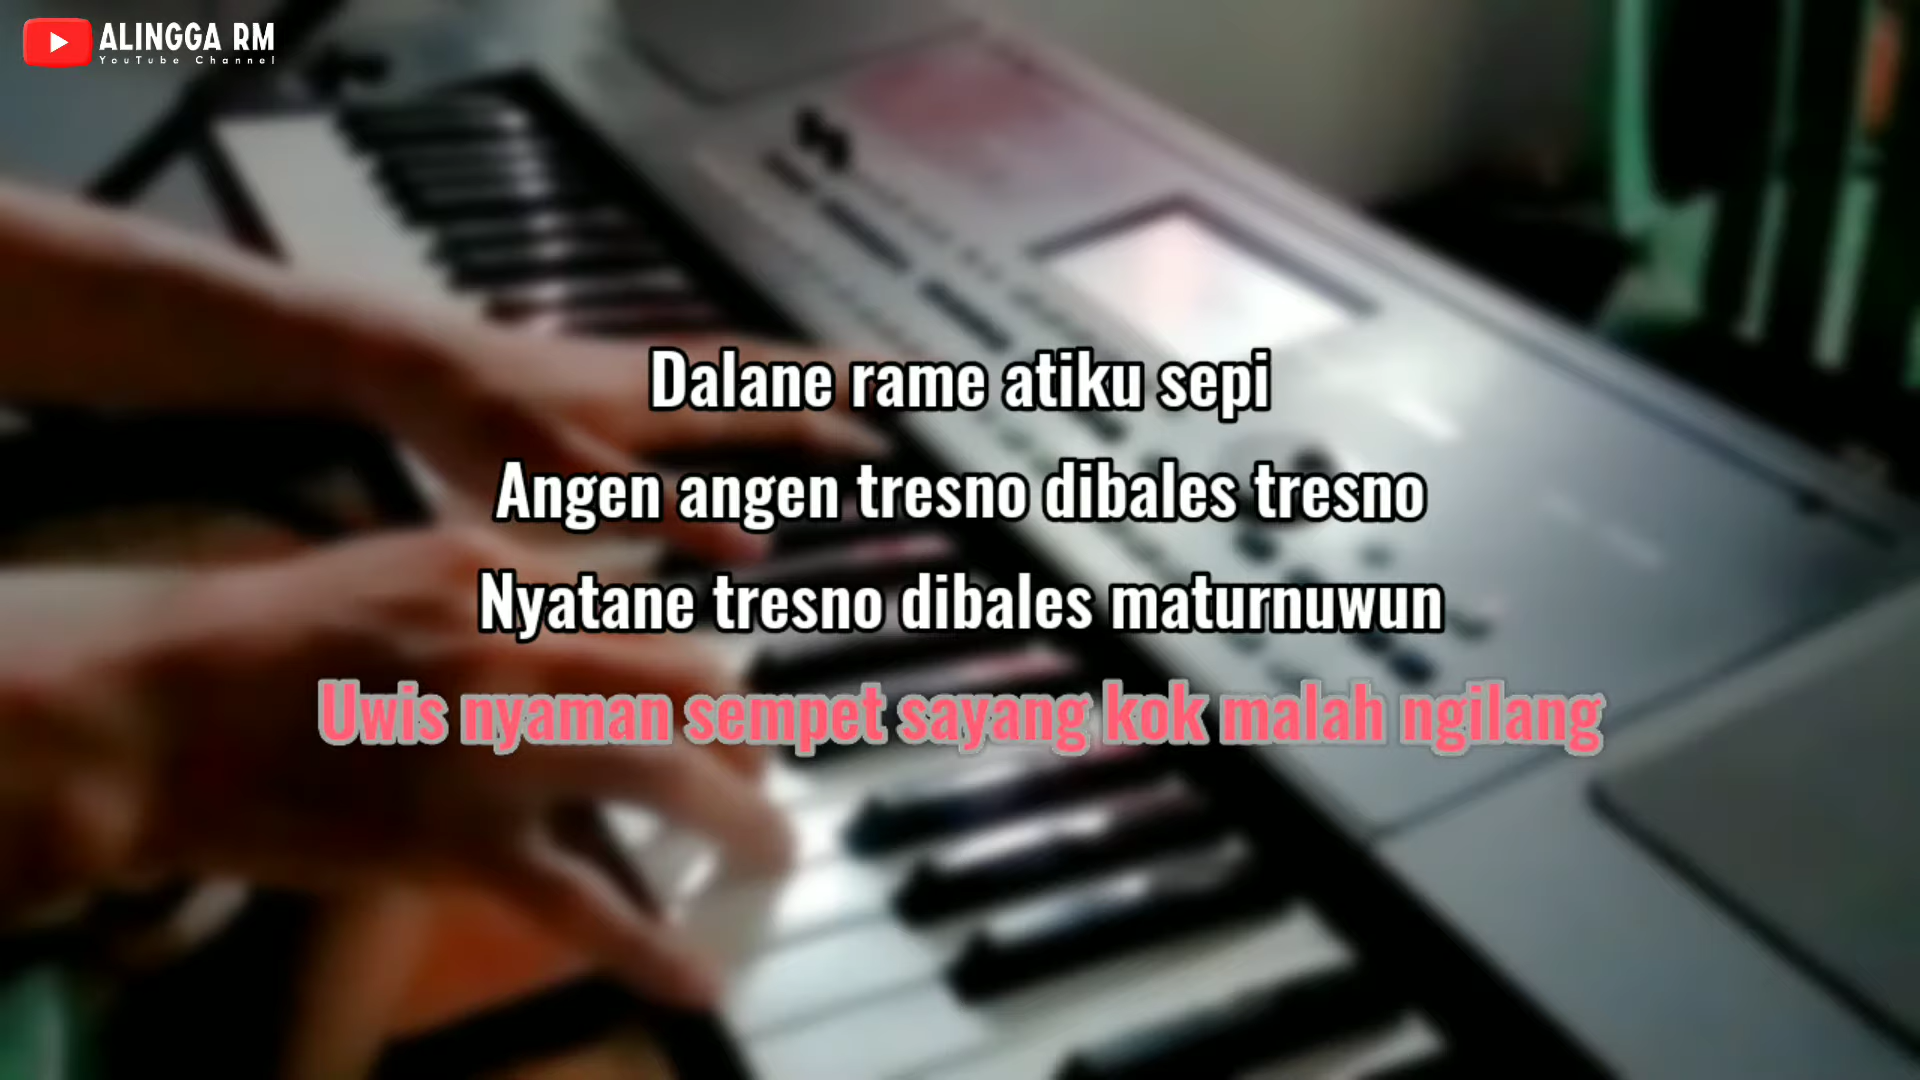 ALINGGA RM
YouTube Channel
Dalane rame atiku sepi
Angen angen tresno dibales tresno
Nyatane tresno dibales maturnuwun
Uwis nyaman sempet sayang kok malah ngilang